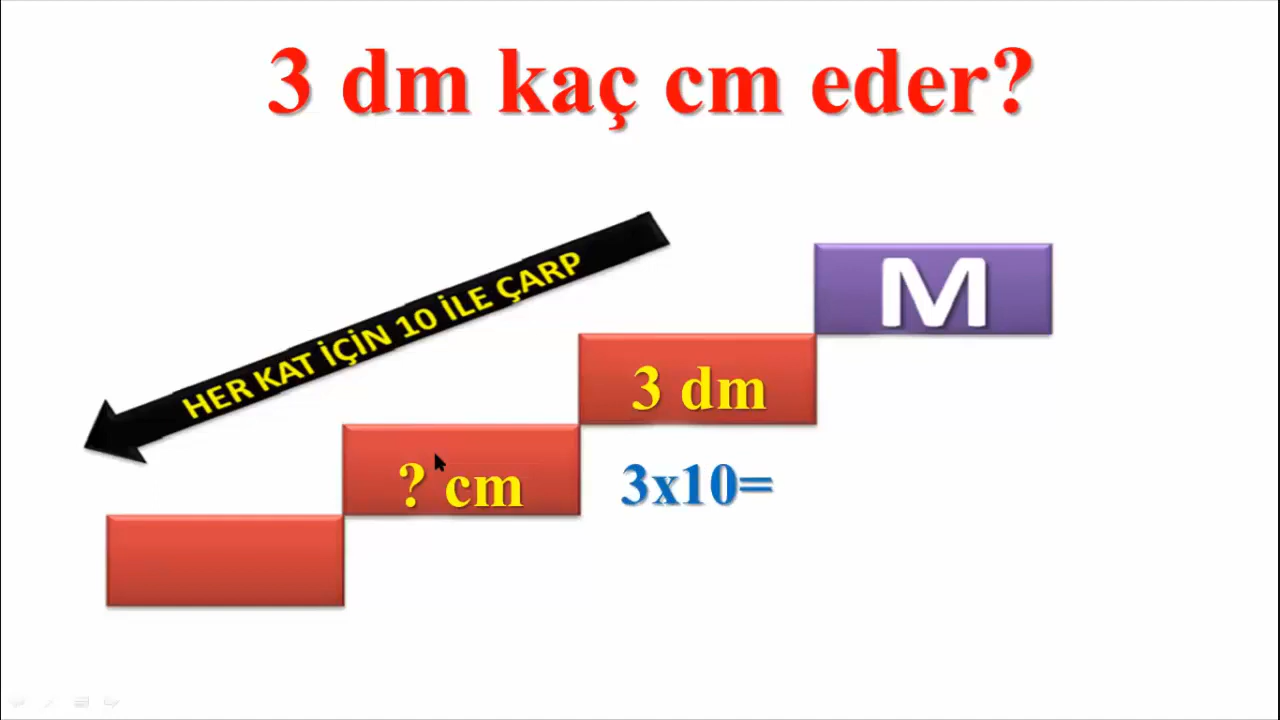 3 dm kaç cm eder?
HER KAT İÇİN 10 İLE ÇARP
M
3 dm
? cm
3x10=